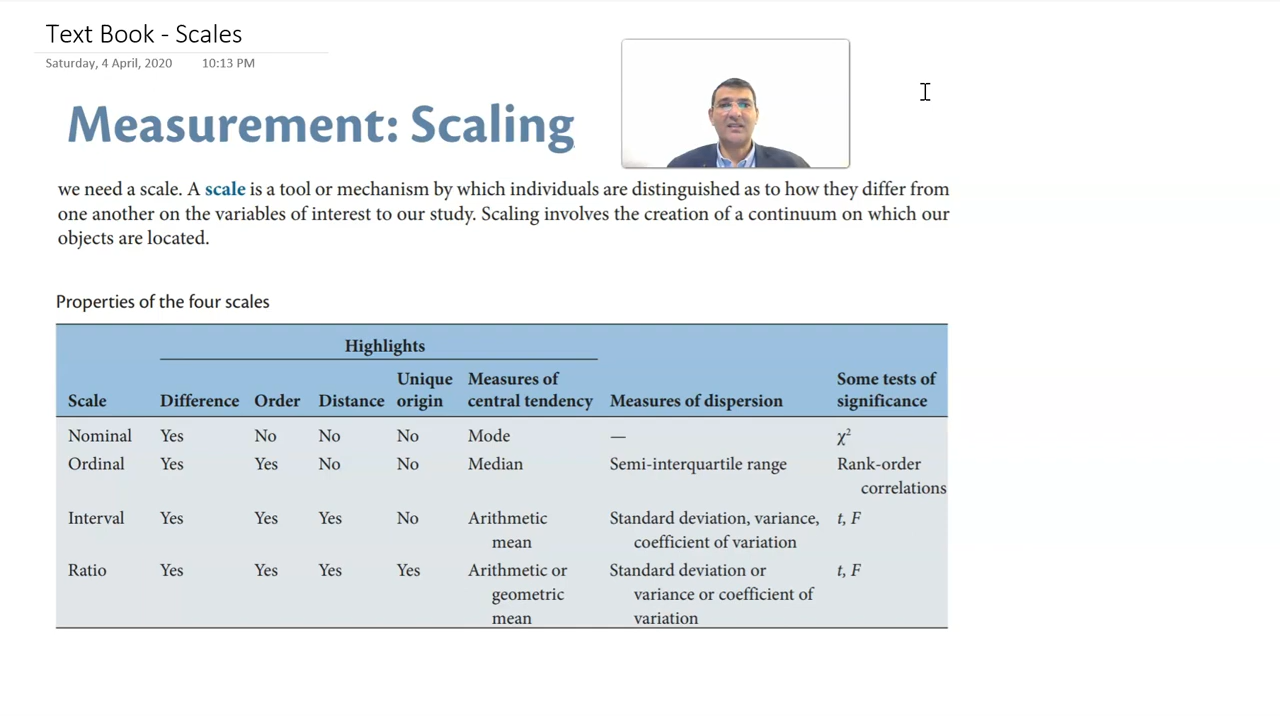 Text Book - Scales
Saturday, 4 April, 2020 10:13 PM
Measurement: Scaling
we need a scale. A scale is a tool or mechanism by which individuals are distinguished as to how they differ from
one another on the variables of interest to our study. Scaling involves the creation of a continuum on which our
objects are located.
Properties of the four scales
Highlights
Unique Measures of Some tests of
Scale Difference Order Distance origin central tendency Measures of dispersion significance
Nominal Yes No No No Mode — χ²
Ordinal Yes Yes No No Median Semi-interquartile range Rank-order
correlations
Interval Yes Yes Yes No Arithmetic Standard deviation, variance, t, F
mean coefficient of variation
Ratio Yes Yes Yes Yes Arithmetic or Standard deviation or t, F
geometric variance or coefficient of
mean variation